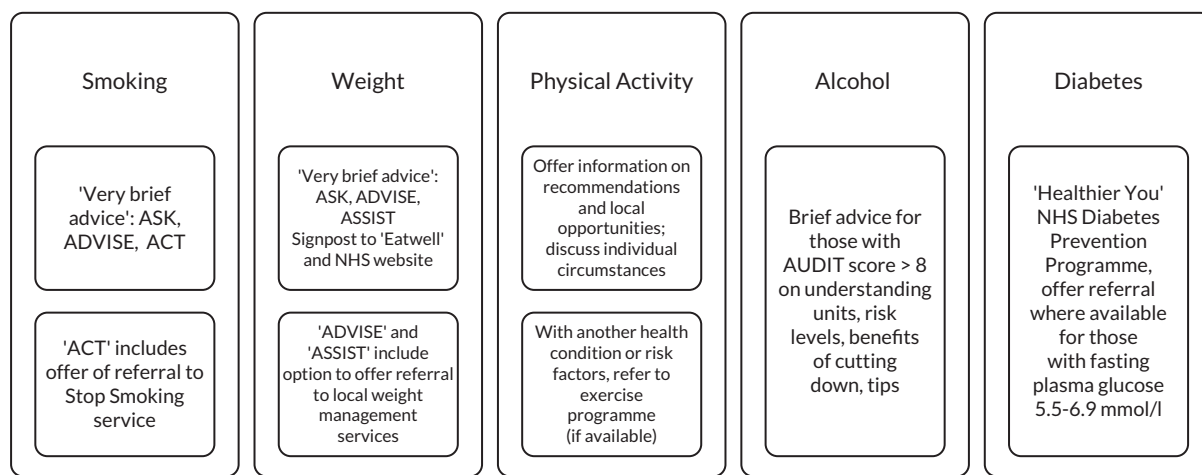 Smoking
'Very brief
advice': ASK,
ADVISE, ACT
'ACT' includes
offer of referral to
Stop Smoking
service
Weight
'Very brief advice':
ASK, ADVISE,
ASSIST
Signpost to 'Eatwell'
and NHS website
'ADVISE' and
'ASSIST' include
option to offer referral
to local weight
management
services
Physical Activity
Offer information on
recommendations
and local
opportunities;
discuss individual
circumstances
With another health
condition or risk
factors, refer to
exercise
programme
(if available)
Alcohol
Brief advice for
those with
AUDIT score > 8
on understanding
units, risk
levels, benefits
of cutting
down, tips
Diabetes
'Healthier You'
NHS Diabetes
Prevention
Programme,
offer referral
where available
for those
with fasting
plasma glucose
5.5-6.9 mmol/l